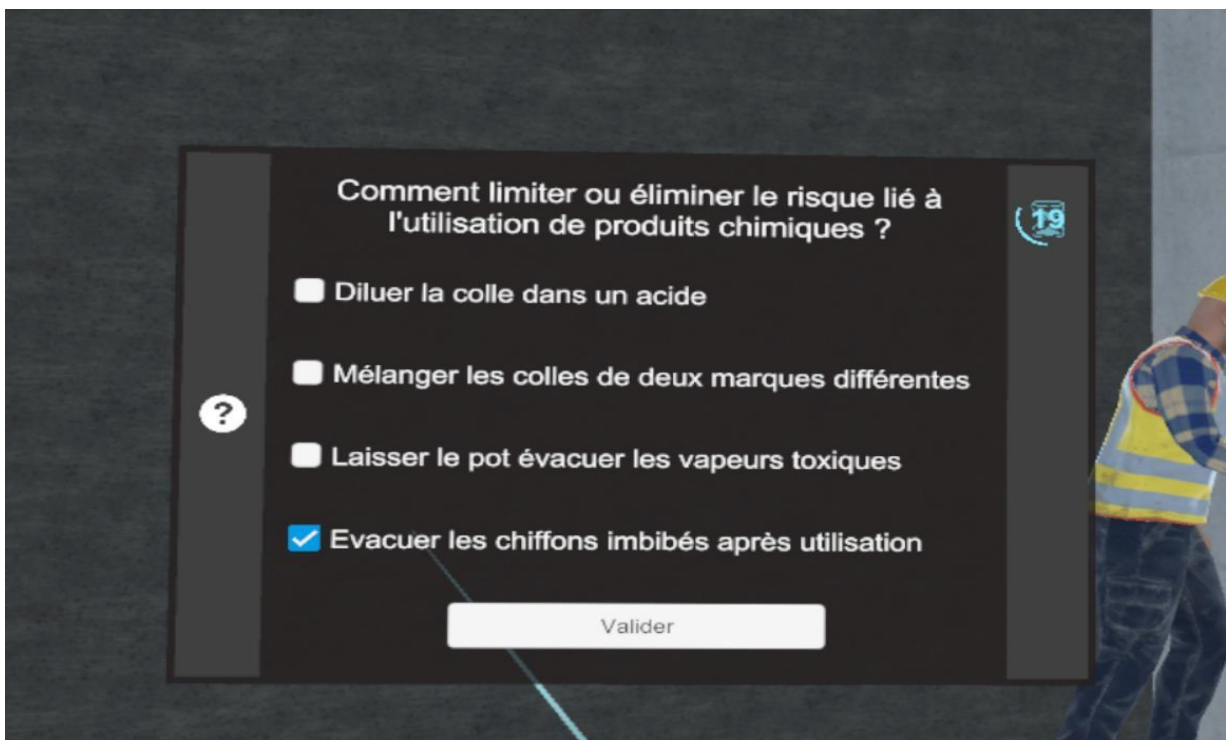 Comment limiter ou éliminer le risque lié à
l'utilisation de produits chimiques ?
19
Diluer la colle dans un acide
Mélanger les colles de deux marques différentes
?
Laisser le pot évacuer les vapeurs toxiques
Evacuer les chiffons imbibés après utilisation
Valider